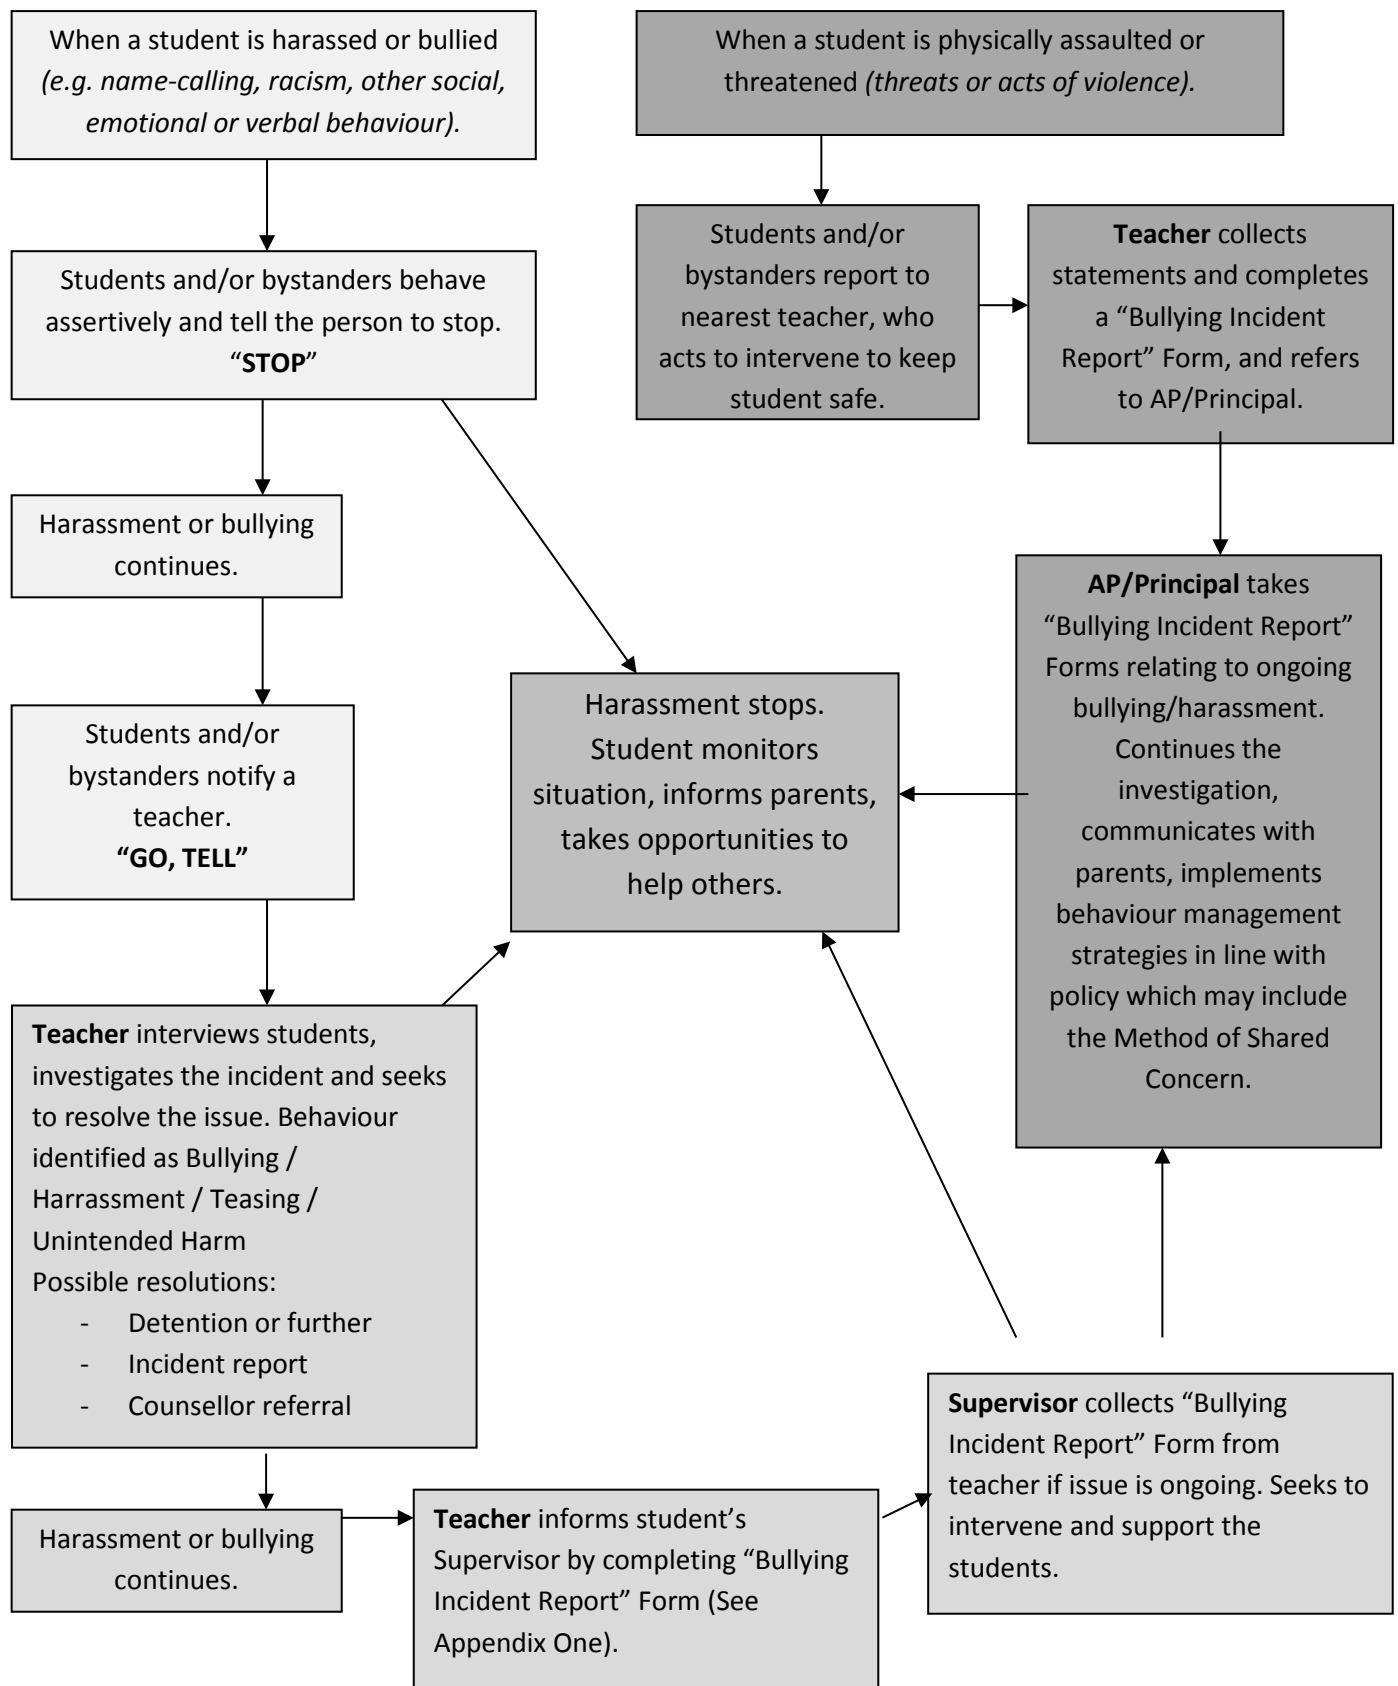 When a student is harassed or bullied
(e.g. name-calling, racism, other social,
emotional or verbal behaviour).
When a student is physically assaulted or
threatened (threats or acts of violence).
Students and/or bystanders behave
assertively and tell the person to stop.
“STOP”
Students and/or
bystanders report to
nearest teacher, who
acts to intervene to keep
student safe.
Teacher collects
statements and completes
a “Bullying Incident
Report” Form, and refers
to AP/Principal.
Harassment or bullying
continues.
Students and/or
bystanders notify a
teacher.
“GO, TELL”
Harassment stops.
Student monitors
situation, informs parents,
takes opportunities to
help others.
AP/Principal takes
“Bullying Incident Report”
Forms relating to ongoing
bullying/harassment.
Continues the
investigation,
communicates with
parents, implements
behaviour management
strategies in line with
policy which may include
the Method of Shared
Concern.
Teacher interviews students,
investigates the incident and seeks
to resolve the issue. Behaviour
identified as Bullying /
Harrassment / Teasing /
Unintended Harm
Possible resolutions:
- Detention or further
- Incident report
- Counsellor referral
Harassment or bullying
continues.
Teacher informs student’s
Supervisor by completing “Bullying
Incident Report” Form (See
Appendix One).
Supervisor collects “Bullying
Incident Report” Form from
teacher if issue is ongoing. Seeks to
intervene and support the
students.